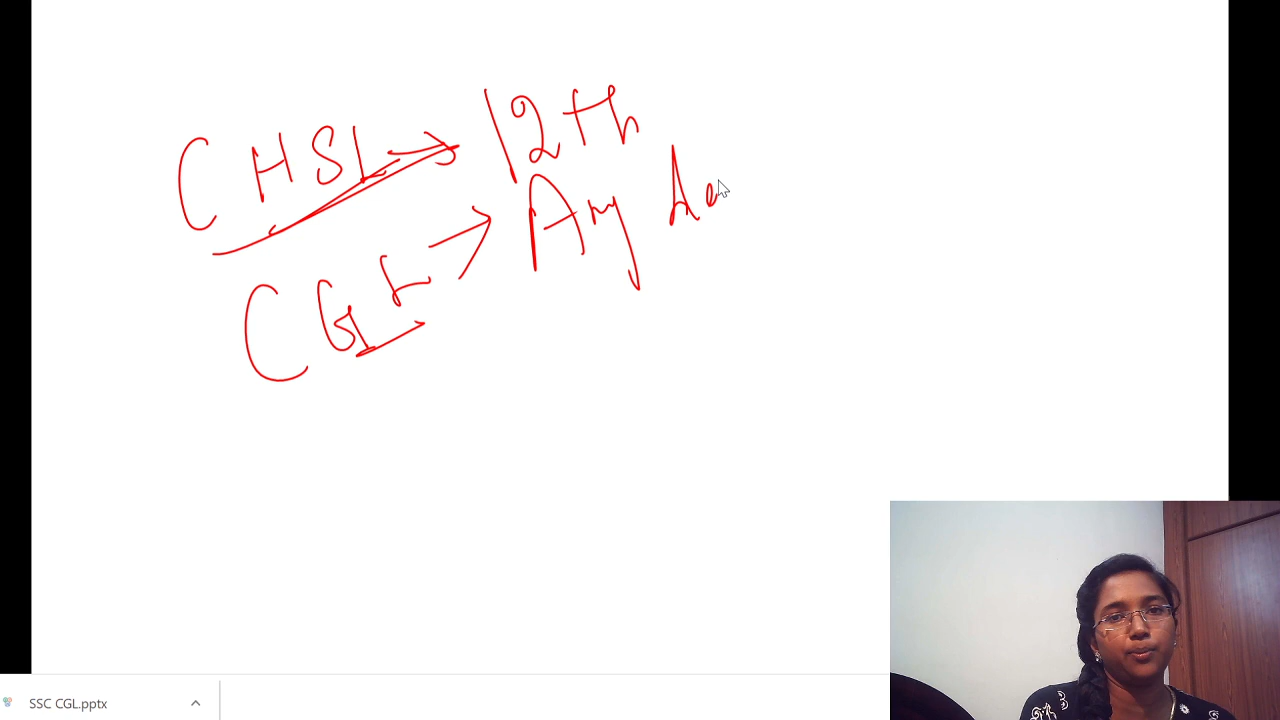 CHSL → 12th
CGL → Any
SSC CGL.pptx